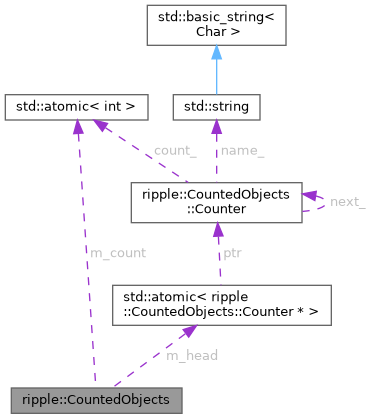 std::basic_string<
Char >
std::atomic< int >
std::string
count_
name_
ripple::CountedObjects
::Counter
next_
m_count
ptr
std::atomic< ripple
::CountedObjects::Counter * >
m_head
ripple::CountedObjects